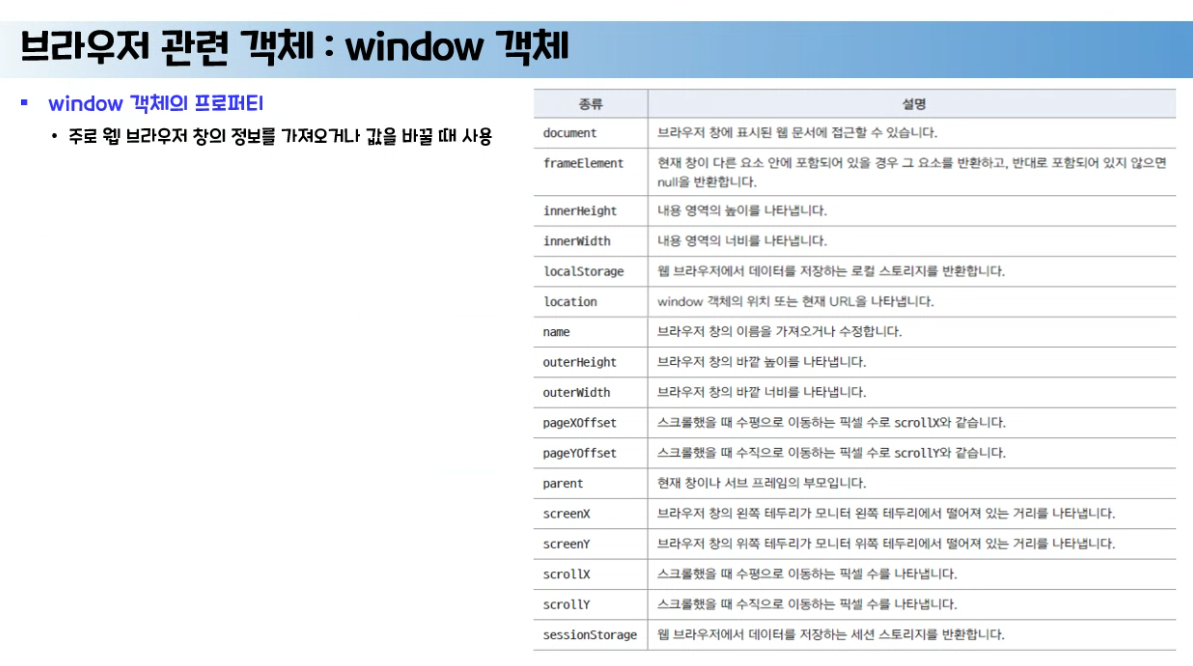 브라우저 관련 객체 : window 객체
window 객체의 프로퍼티
주로 웹 브라우저 창의 정보를 가져오거나 값을 바꿀 때 사용
종류 설명
document 브라우저 창에 표시된 웹 문서에 접근할 수 있습니다.
frameElement 현재 창이 다른 요소 안에 포함되어 있을 경우 그 요소를 반환하고, 반대로 포함되어 있지 않으면
null을 반환합니다.
innerHeight 내용 영역의 높이를 나타냅니다.
innerWidth 내용 영역의 너비를 나타냅니다.
localStorage 웹 브라우저에서 데이터를 저장하는 로컬 스토리지를 반환합니다.
location window 객체의 위치 또는 현재 URL을 나타냅니다.
name 브라우저 창의 이름을 가져오거나 수정합니다.
outerHeight 브라우저 창의 바깥 높이를 나타냅니다.
outerWidth 브라우저 창의 바깥 너비를 나타냅니다.
pageXOffset 스크롤했을 때 수평으로 이동하는 픽셀 수로 scrollX와 같습니다.
pageYOffset 스크롤했을 때 수직으로 이동하는 픽셀 수로 scrollY와 같습니다.
parent 현재 창이나 서브 프레임의 부모입니다.
screenX 브라우저 창의 왼쪽 테두리가 모니터 왼쪽 테두리에서 떨어져 있는 거리를 나타냅니다.
screenY 브라우저 창의 위쪽 테두리가 모니터 위쪽 테두리에서 떨어져 있는 거리를 나타냅니다.
scrollX 스크롤했을 때 수평으로 이동하는 픽셀 수를 나타냅니다.
scrollY 스크롤했을 때 수직으로 이동하는 픽셀 수를 나타냅니다.
sessionStorage 웹 브라우저에서 데이터를 저장하는 세션 스토리지를 반환합니다.